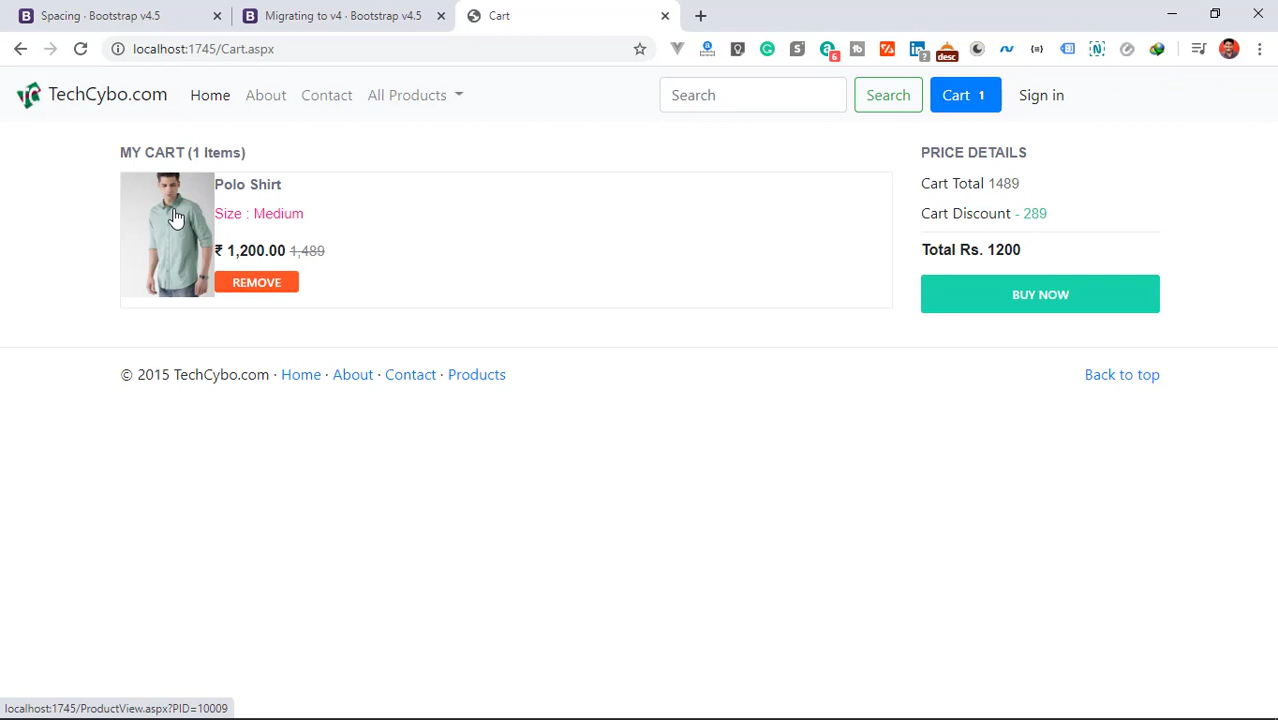 Spacing · Bootstrap v4.5
Migrating to v4 · Bootstrap v4.5
Cart
localhost:1745/Cart.aspx
6
?
desc
TechCybo.com
Home
About
Contact
All Products
Search
Search
Cart 1
Sign in
MY CART (1 Items)
Polo Shirt
Size : Medium
₹ 1,200.00 1,489
REMOVE
PRICE DETAILS
Cart Total 1489
Cart Discount - 289
Total Rs. 1200
BUY NOW
© 2015 TechCybo.com · Home · About · Contact · Products
Back to top
localhost:1745/ProductView.aspx?PID=10009